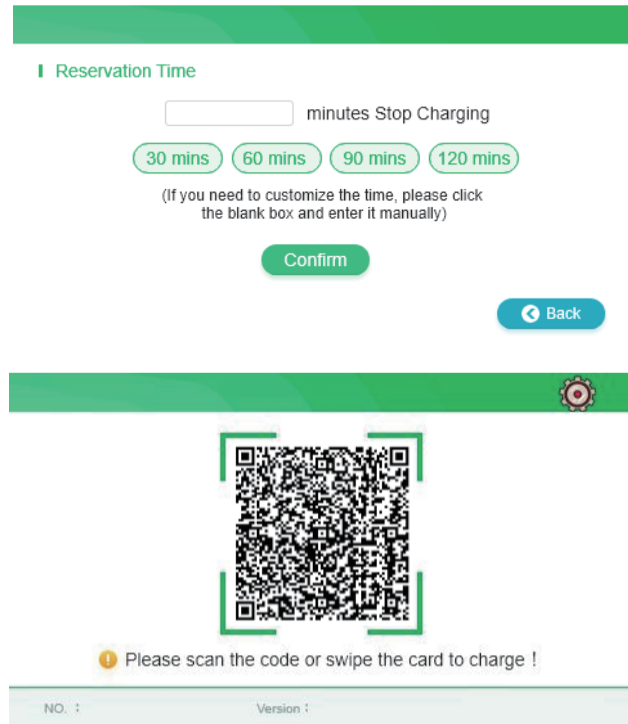 Reservation Time
minutes Stop Charging
30 mins 60 mins 90 mins 120 mins
(If you need to customize the time, please click
the blank box and enter it manually)
Confirm
Back
Please scan the code or swipe the card to charge !
NO. : Version :